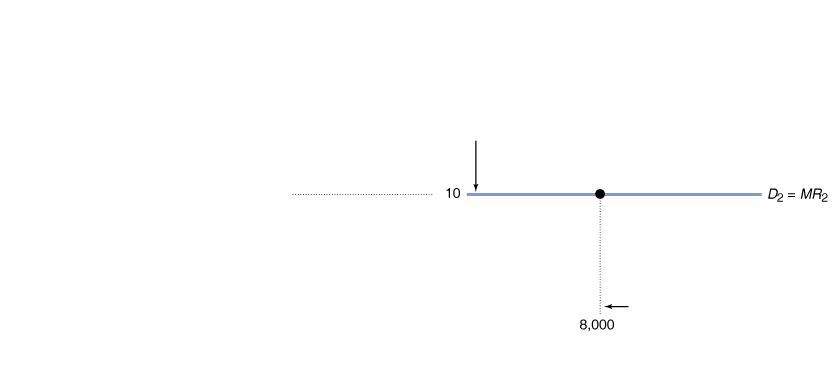 10
D₂ = MR₂
8,000